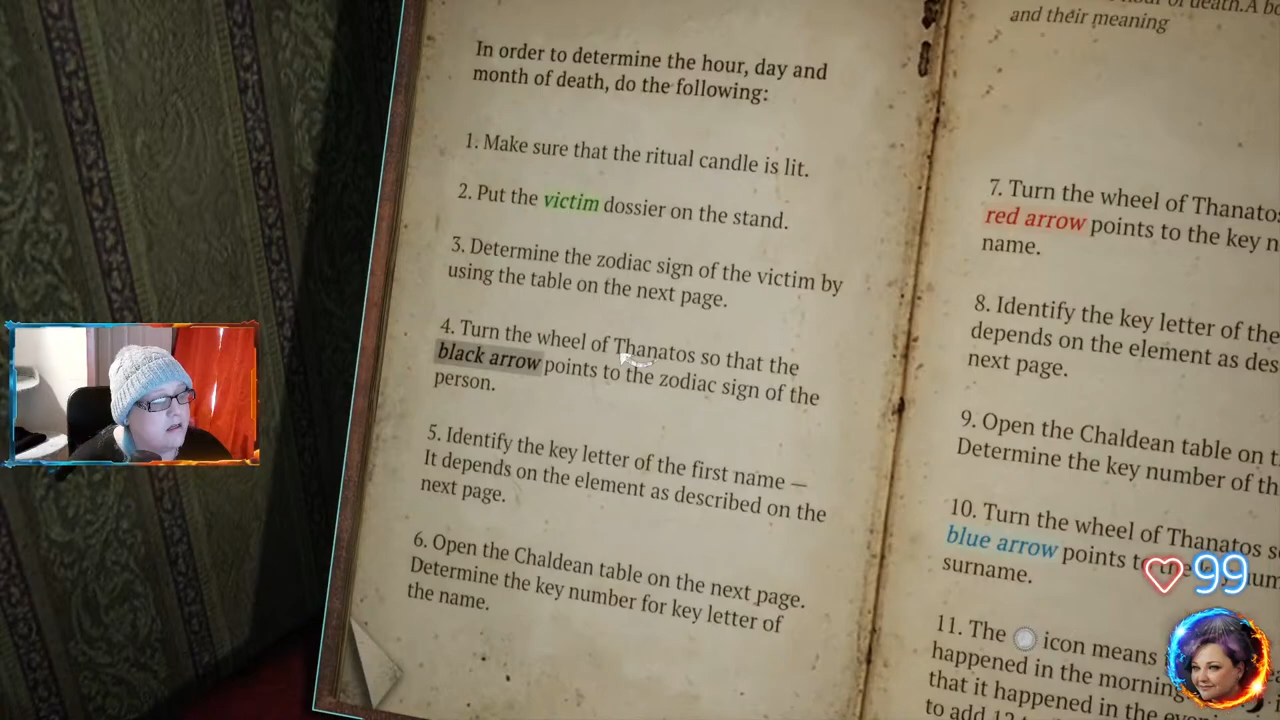 In order to determine the hour, day and
month of death, do the following:
1. Make sure that the ritual candle is lit.
2. Put the victim dossier on the stand.
3. Determine the zodiac sign of the victim by
using the table on the next page.
4. Turn the wheel of Thanatos so that the
black arrow points to the zodiac sign of the
person.
5. Identify the key letter of the first name —
It depends on the element as described on the
next page.
6. Open the Chaldean table on the next page.
Determine the key number for key letter of
the name.
of death. A
and their meaning
7. Turn the wheel of
red arrow points to the key
name.
8. Identify the key letter of the
depends on the element as
next page.
9. Open the Chaldean table on
Determine the key number of
10. Turn the wheel of Thanatos
blue arrow points
surname.
11. The icon means
happened in the morning
that it happened in the
to add 12
99